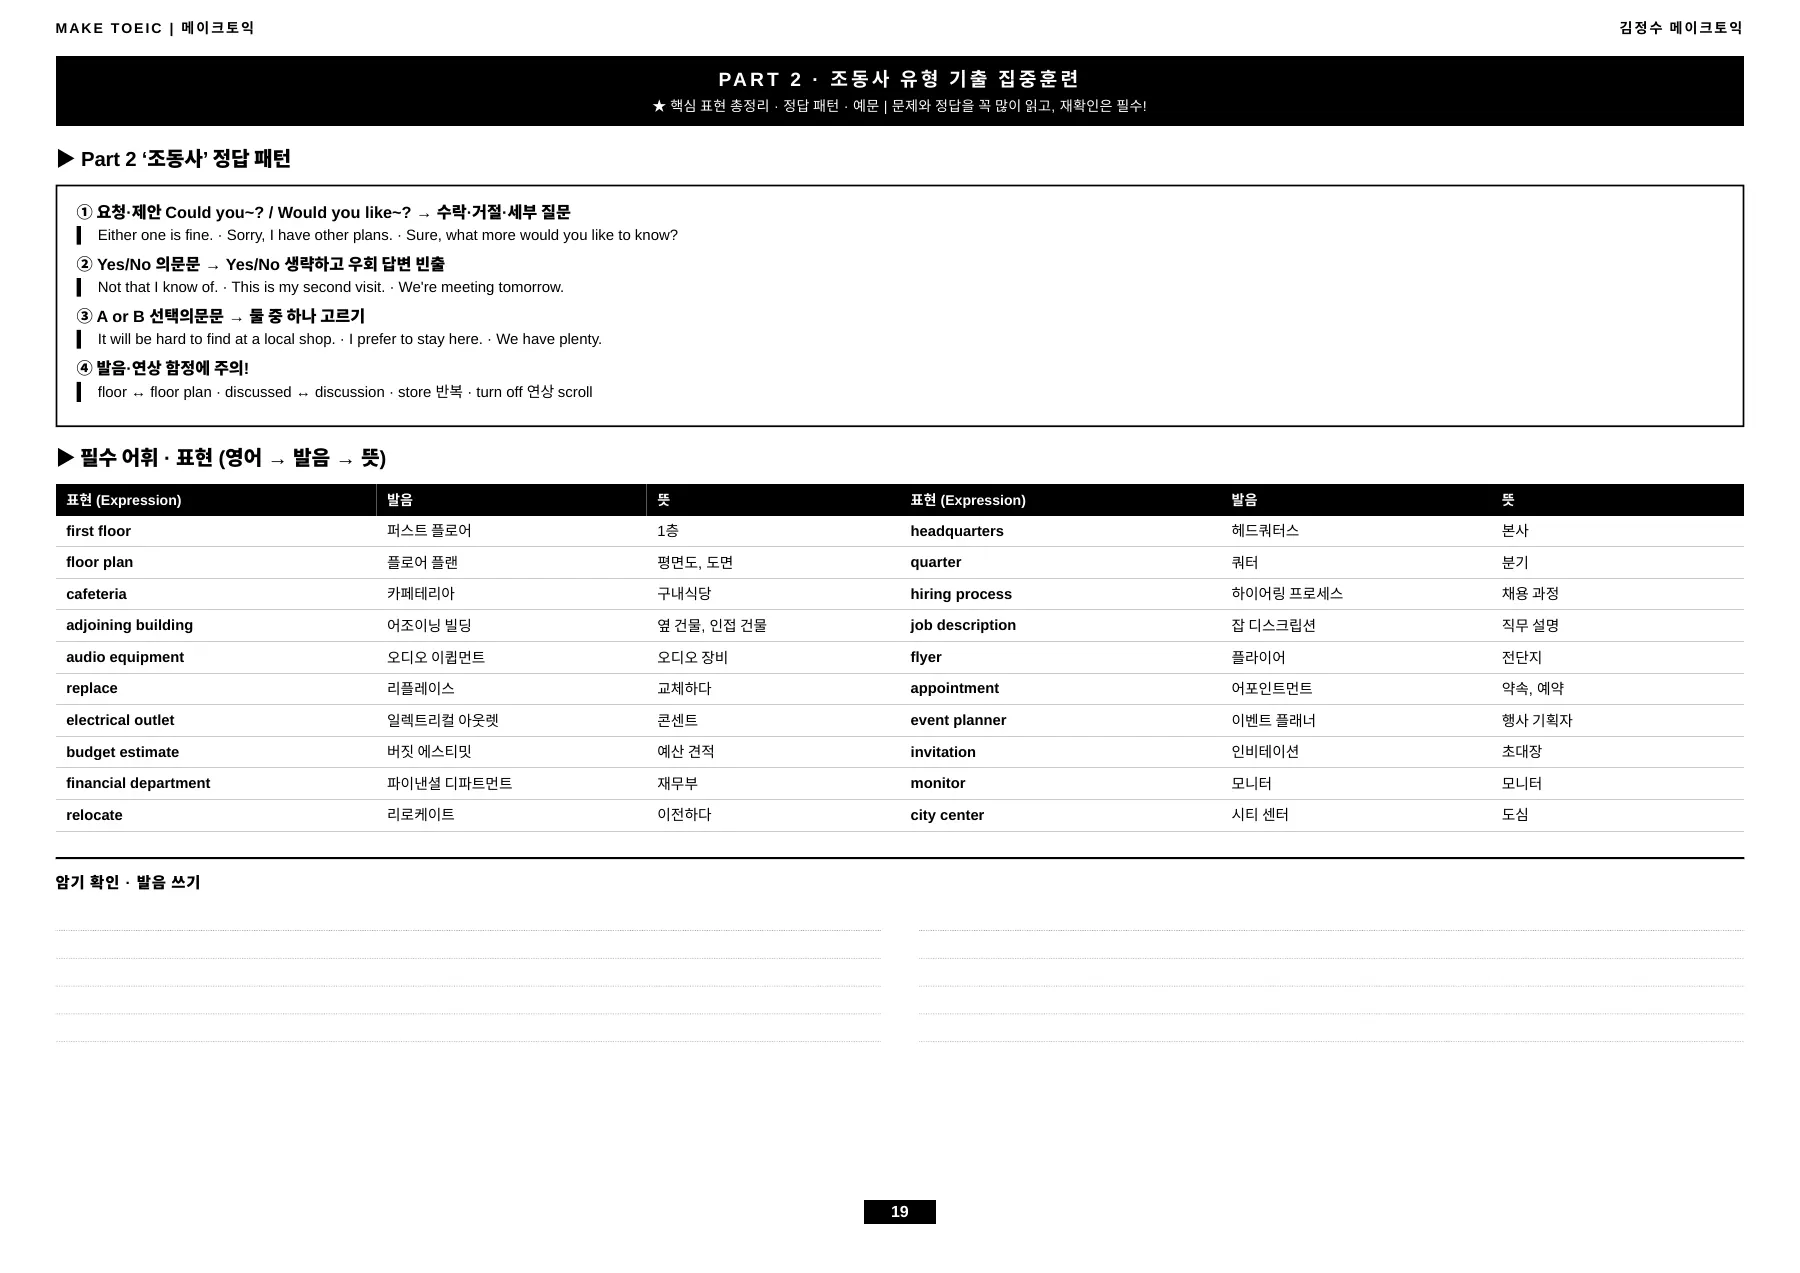 MAKE TOEIC | 메이크토익
김정수 메이크토익
PART 2 · 조동사 유형 기출 집중훈련
★ 핵심 표현 총정리 · 정답 패턴 · 예문 | 문제와 정답을 꼭 많이 읽고, 재확인은 필수!
▶ Part 2 ‘조동사’ 정답 패턴
① 요청·제안 Could you~? / Would you like~? → 수락·거절·세부 질문
Either one is fine. · Sorry, I have other plans. · Sure, what more would you like to know?
② Yes/No 의문문 → Yes/No 생략하고 우회 답변 빈출
Not that I know of. · This is my second visit. · We're meeting tomorrow.
③ A or B 선택의문문 → 둘 중 하나 고르기
It will be hard to find at a local shop. · I prefer to stay here. · We have plenty.
④ 발음·연상 함정에 주의!
floor ↔ floor plan · discussed ↔ discussion · store 반복 · turn off 연상 scroll
▶ 필수 어휘 · 표현 (영어 → 발음 → 뜻)
표현 (Expression) 발음 뜻 표현 (Expression) 발음 뜻
first floor 퍼스트 플로어 1층 headquarters 헤드쿼터스 본사
floor plan 플로어 플랜 평면도, 도면 quarter 쿼터 분기
cafeteria 카페테리아 구내식당 hiring process 하이어링 프로세스 채용 과정
adjoining building 어조이닝 빌딩 옆 건물, 인접 건물 job description 잡 디스크립션 직무 설명
audio equipment 오디오 이큅먼트 오디오 장비 flyer 플라이어 전단지
replace 리플레이스 교체하다 appointment 어포인트먼트 약속, 예약
electrical outlet 일렉트리컬 아웃렛 콘센트 event planner 이벤트 플래너 행사 기획자
budget estimate 버짓 에스티밋 예산 견적 invitation 인비테이션 초대장
financial department 파이낸셜 디파트먼트 재무부 monitor 모니터 모니터
relocate 리로케이트 이전하다 city center 시티 센터 도심
암기 확인 · 발음 쓰기
19